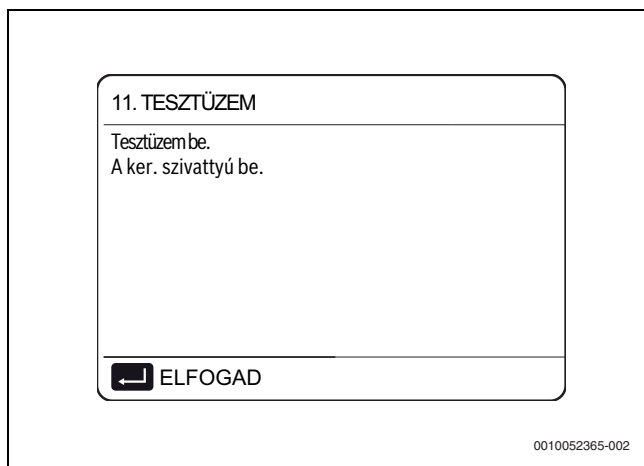 11. TESZTÜZEM
Tesztüzem be.
A ker. szivattyú be.
ELFOGAD
0010052365-002